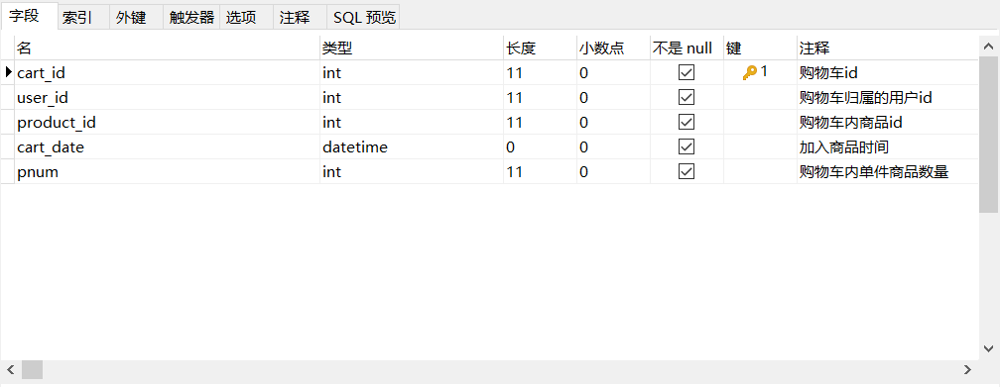 字段 索引 外键 触发器 选项 注释 SQL 预览
名 类型 长度 小数点 不是 null 键 注释
cart_id int 11 0 1 购物车id
user_id int 11 0 购物车归属的用户id
product_id int 11 0 购物车内商品id
cart_date datetime 0 0 加入商品时间
pnum int 11 0 购物车内单件商品数量